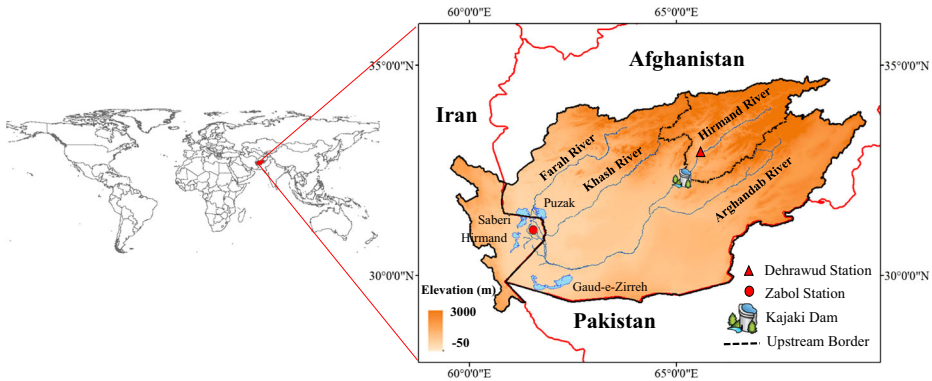 60°0'0"E
65°0'0"E
35°0'0"N
35°0'0"N
Afghanistan
Iran
Hirmand River
Farah River
Khash River
Arghandab River
Puzak
Saberi
Hirmand
30°0'0"N
30°0'0"N
Gaud-e-Zirreh
Elevation (m)
3000
-50
Pakistan
Dehrawud Station
Zabol Station
Kajaki Dam
Upstream Border
60°0'0"E
65°0'0"E